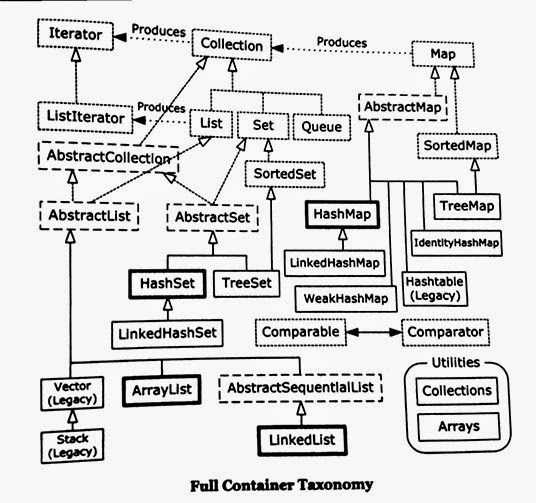 Iterator
Produces
Collection
Produces
Map
ListIterator
Produces
List
Set
Queue
AbstractMap
AbstractCollection
SortedSet
SortedMap
AbstractList
AbstractSet
HashMap
TreeMap
IdentityHashMap
LinkedHashMap
HashSet
TreeSet
WeakHashMap
Hashtable
(Legacy)
LinkedHashSet
Comparable
Comparator
Utilities
Vector
(Legacy)
ArrayList
AbstractSequentialList
Collections
Arrays
Stack
(Legacy)
LinkedList
Full Container Taxonomy